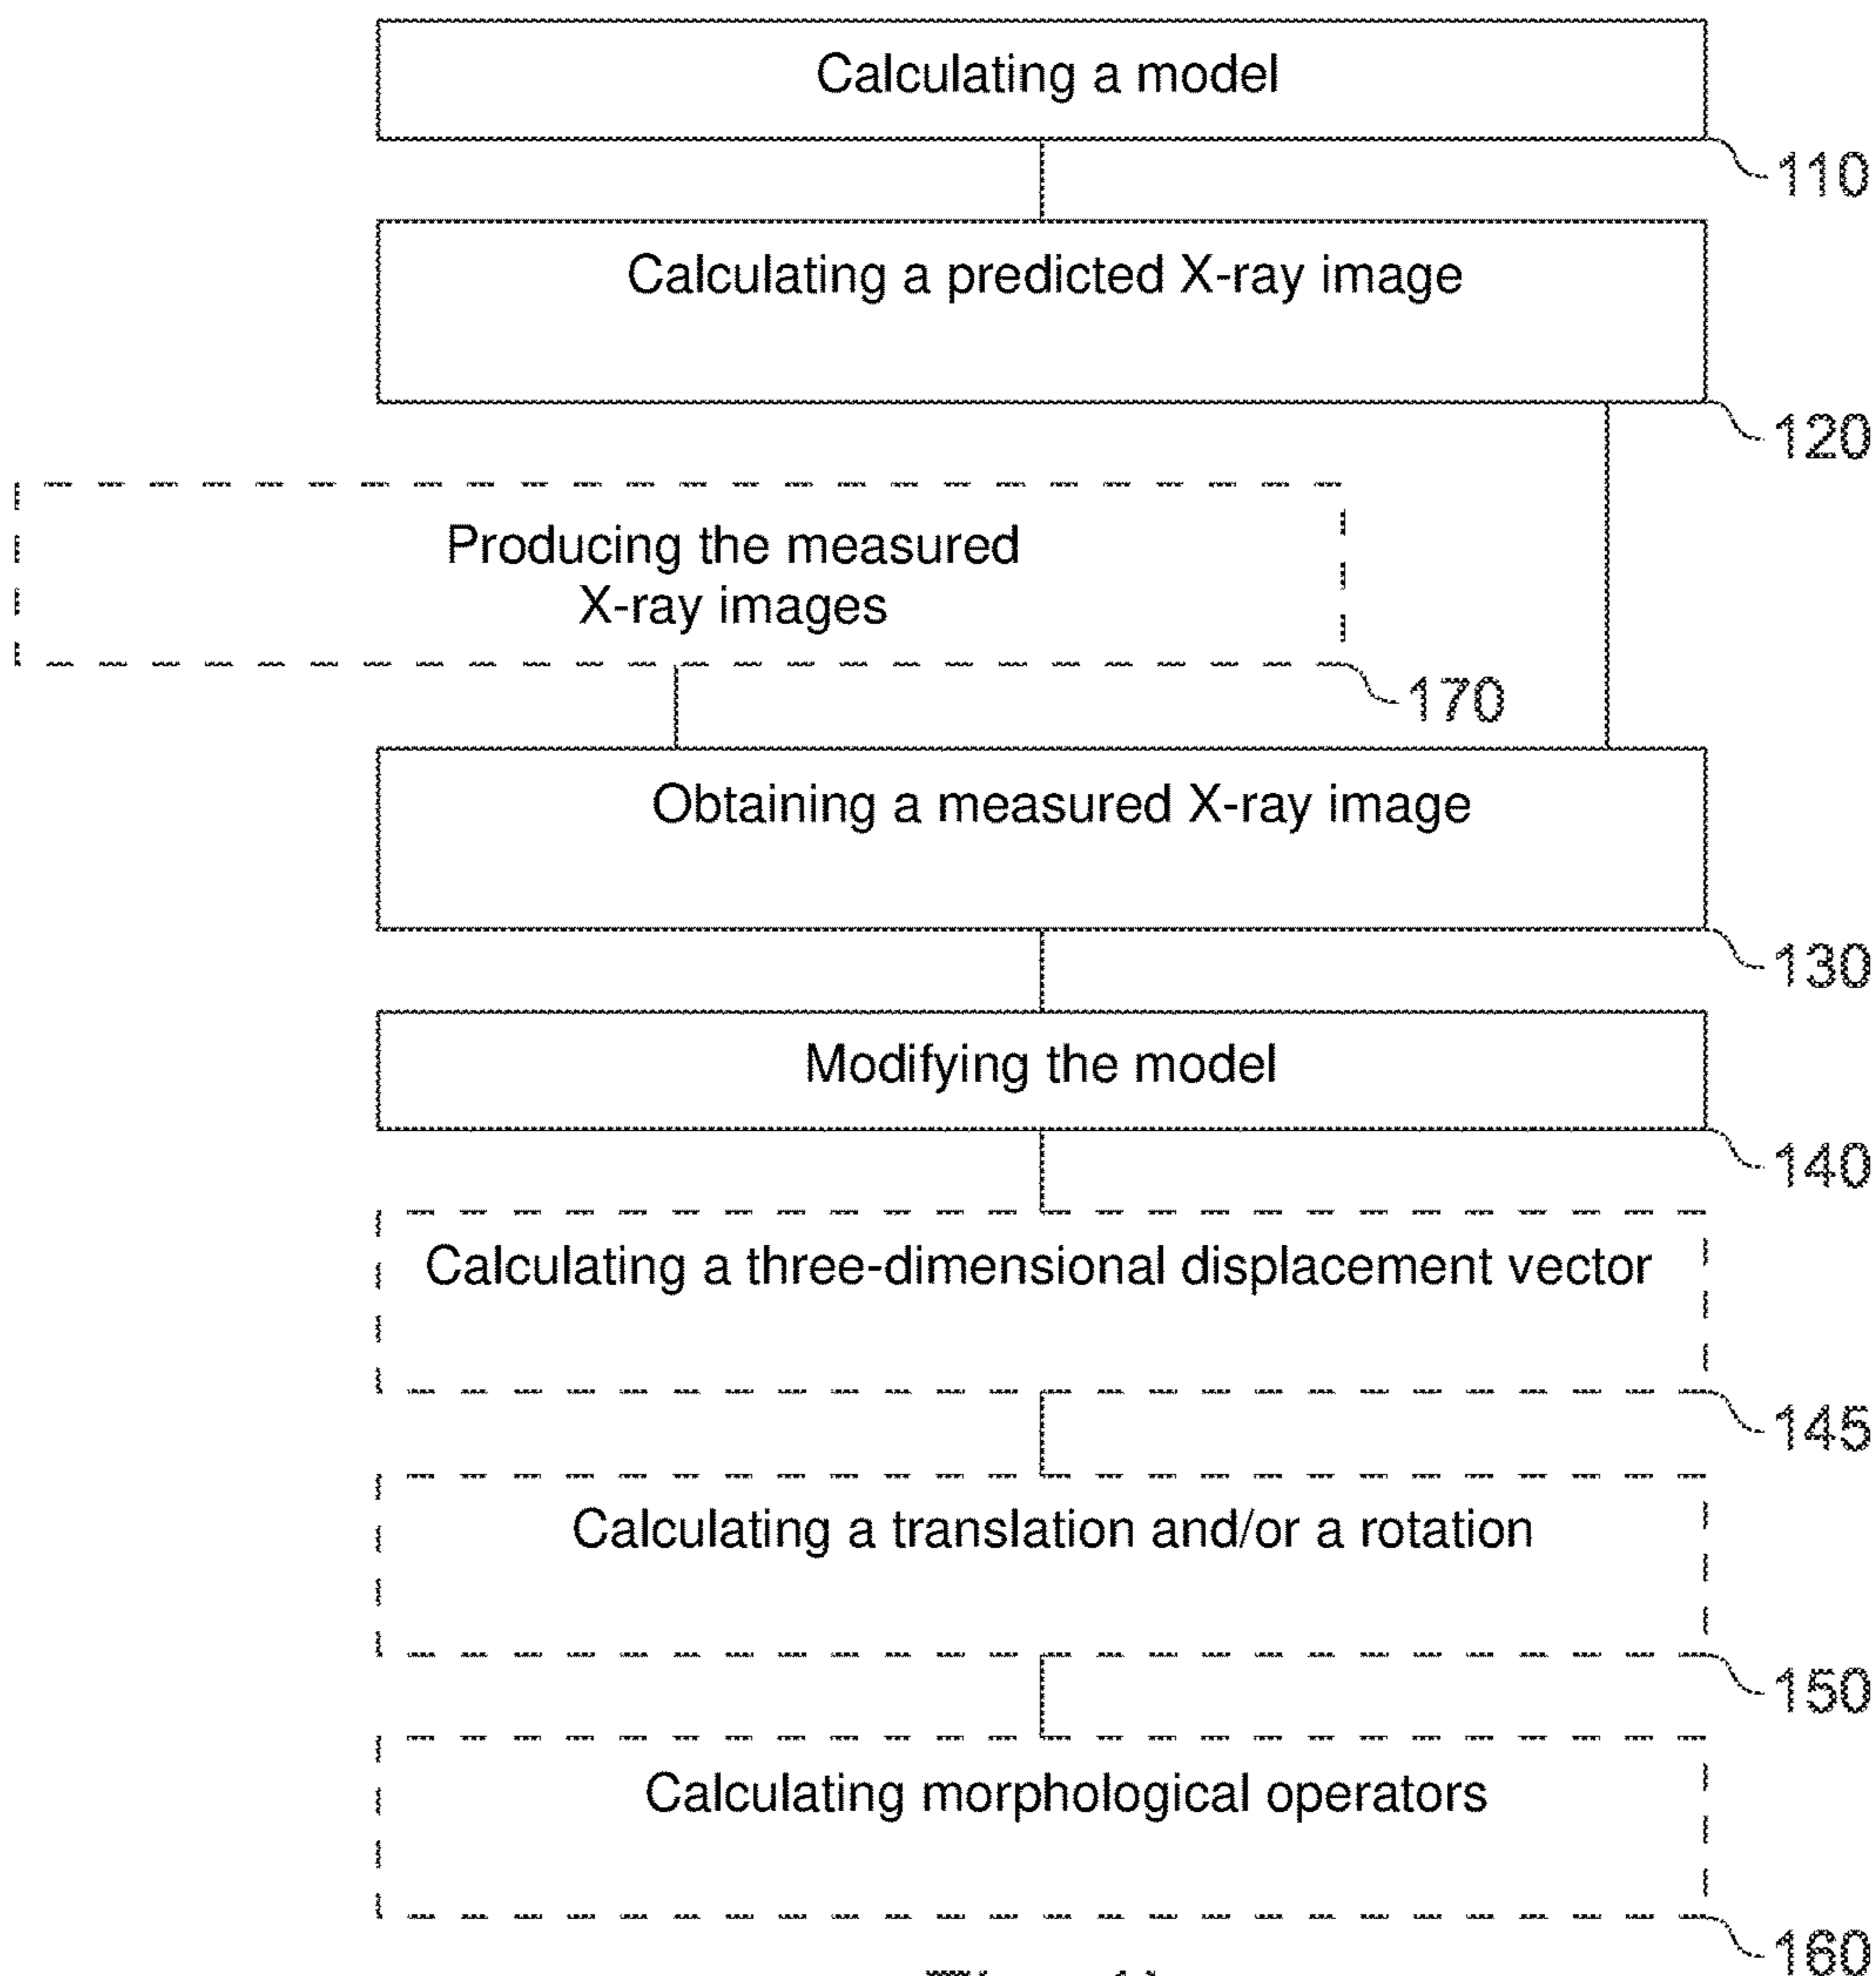 Calculating a model
110
Calculating a predicted X-ray image
120
Producing the measured
X-ray images
170
Obtaining a measured X-ray image
130
Modifying the model
140
Calculating a three-dimensional displacement vector
145
Calculating a translation and/or a rotation
150
Calculating morphological operators
160